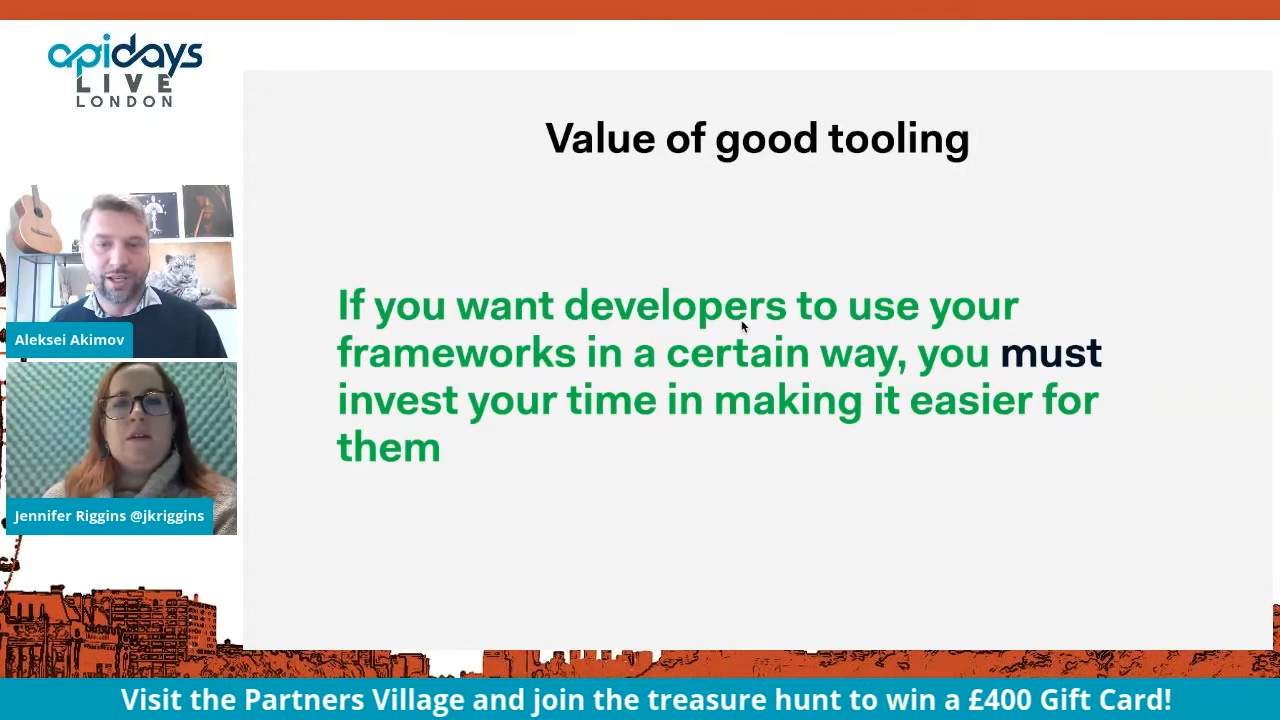 apidays
LIVE
LONDON
Value of good tooling
If you want developers to use your
frameworks in a certain way, you must
invest your time in making it easier for
them
Aleksei Akimov
Jennifer Riggins @jkriggins
Visit the Partners Village and join the treasure hunt to win a £400 Gift Card!